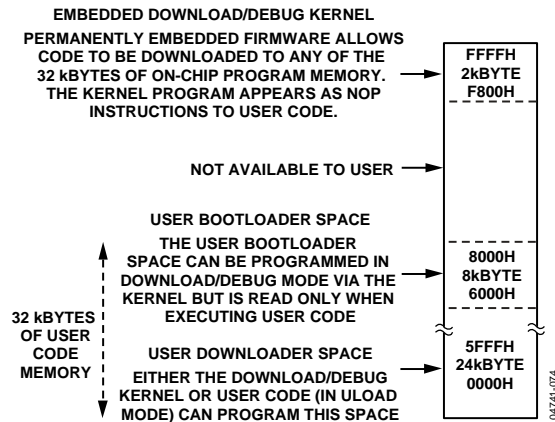 EMBEDDED DOWNLOAD/DEBUG KERNEL
PERMANENTLY EMBEDDED FIRMWARE ALLOWS
CODE TO BE DOWNLOADED TO ANY OF THE
32 kBYTES OF ON-CHIP PROGRAM MEMORY.
THE KERNEL PROGRAM APPEARS AS NOP
INSTRUCTIONS TO USER CODE.
FFFFH
2kBYTE
F800H
NOT AVAILABLE TO USER
USER BOOTLOADER SPACE
THE USER BOOTLOADER
SPACE CAN BE PROGRAMMED IN
DOWNLOAD/DEBUG MODE VIA THE
KERNEL BUT IS READ ONLY WHEN
EXECUTING USER CODE
8000H
8kBYTE
6000H
32 kBYTES
OF USER
CODE
MEMORY
USER DOWNLOADER SPACE
EITHER THE DOWNLOAD/DEBUG
KERNEL OR USER CODE (IN ULOAD
MODE) CAN PROGRAM THIS SPACE
5FFFH
24kBYTE
0000H
04741-074